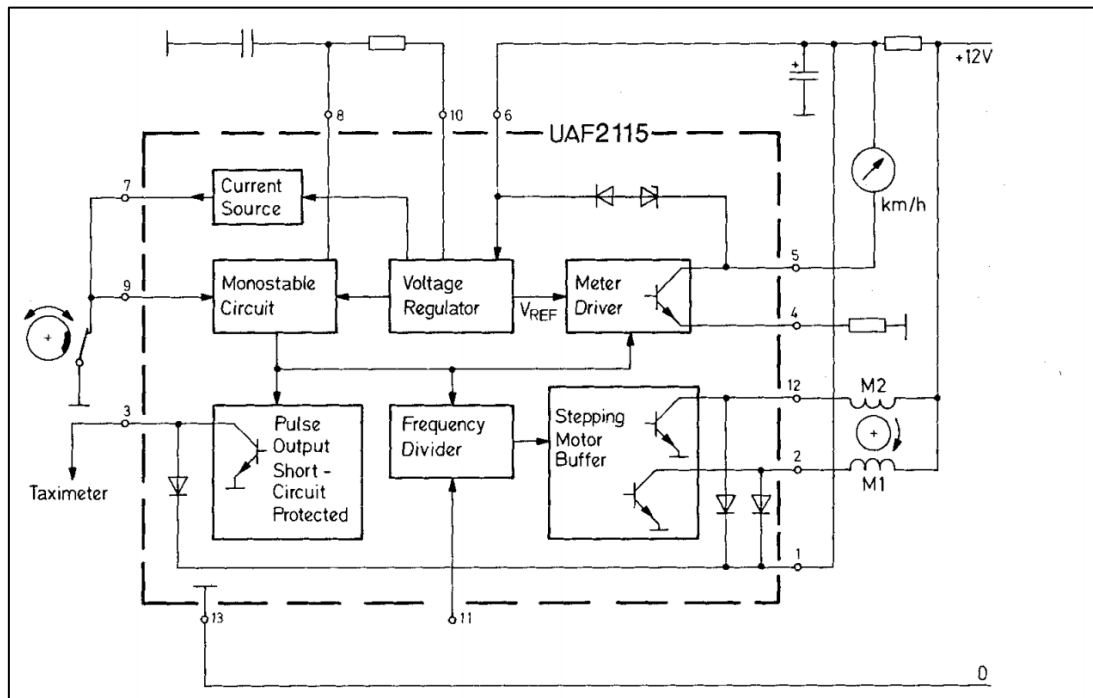 +12V
8
10
6
UAF2115
7
Current
Source
km/h
5
9
Monostable
Circuit
Voltage
Regulator
VREF
Meter
Driver
4
+
12
M2
3
Pulse
Output
Short-
Circuit
Protected
Frequency
Divider
Stepping
Motor
Buffer
+
2
M1
Taximeter
1
13
11
0